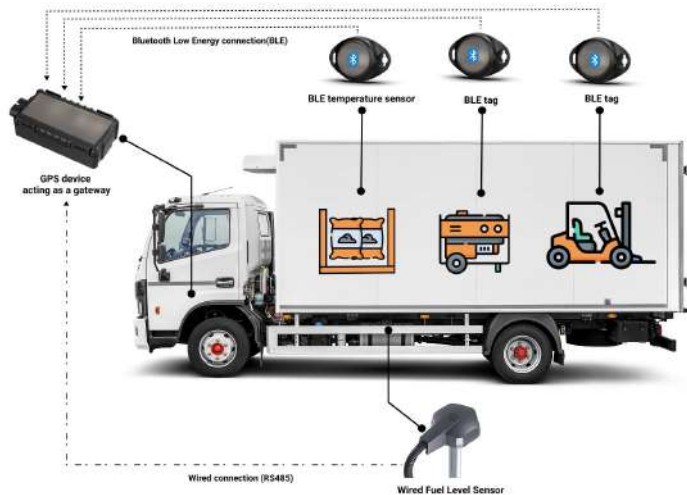 Bluetooth Low Energy connection(BLE)
BLE temperature sensor
BLE tag
BLE tag
GPS device
acting as a gateway
Wired connection (RS485)
Wired Fuel Level Sensor